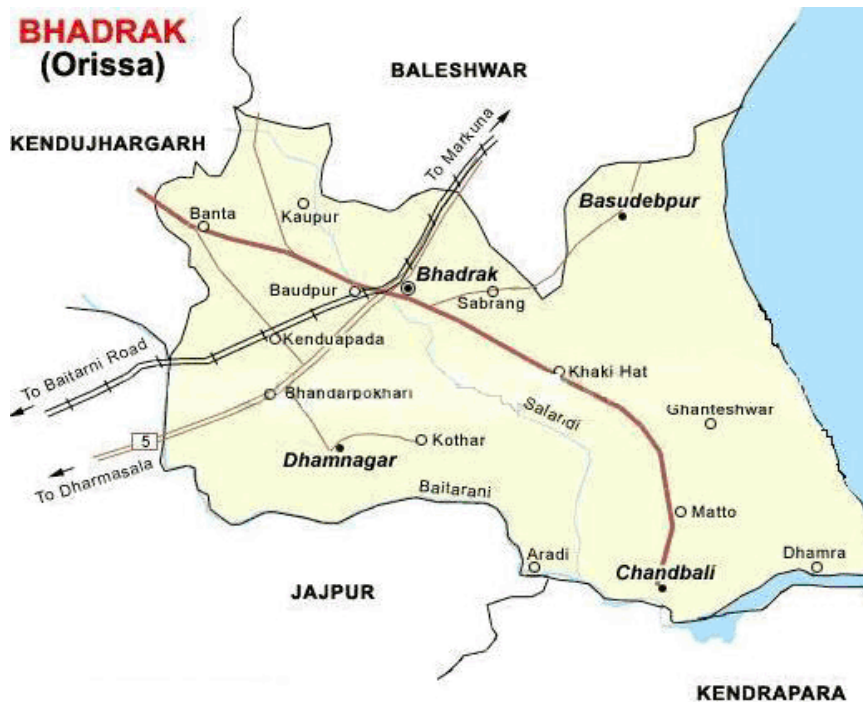 BHADRAK
(Orissa)
BALESHWAR
KENDUJHARGARH
To Markuna
Basudebpur
Banta
Kaupur
Bhadrak
Baudpur
Sabrang
Kenduapada
To Baitarni Road
Khaki Hat
Bhandarpokhari
Salandi
Ghanteshwar
5
Kothar
Dhamnagar
To Dharmasala
Baitarani
Matto
Aradi
Dhamra
Chandbali
JAJPUR
KENDRAPARA